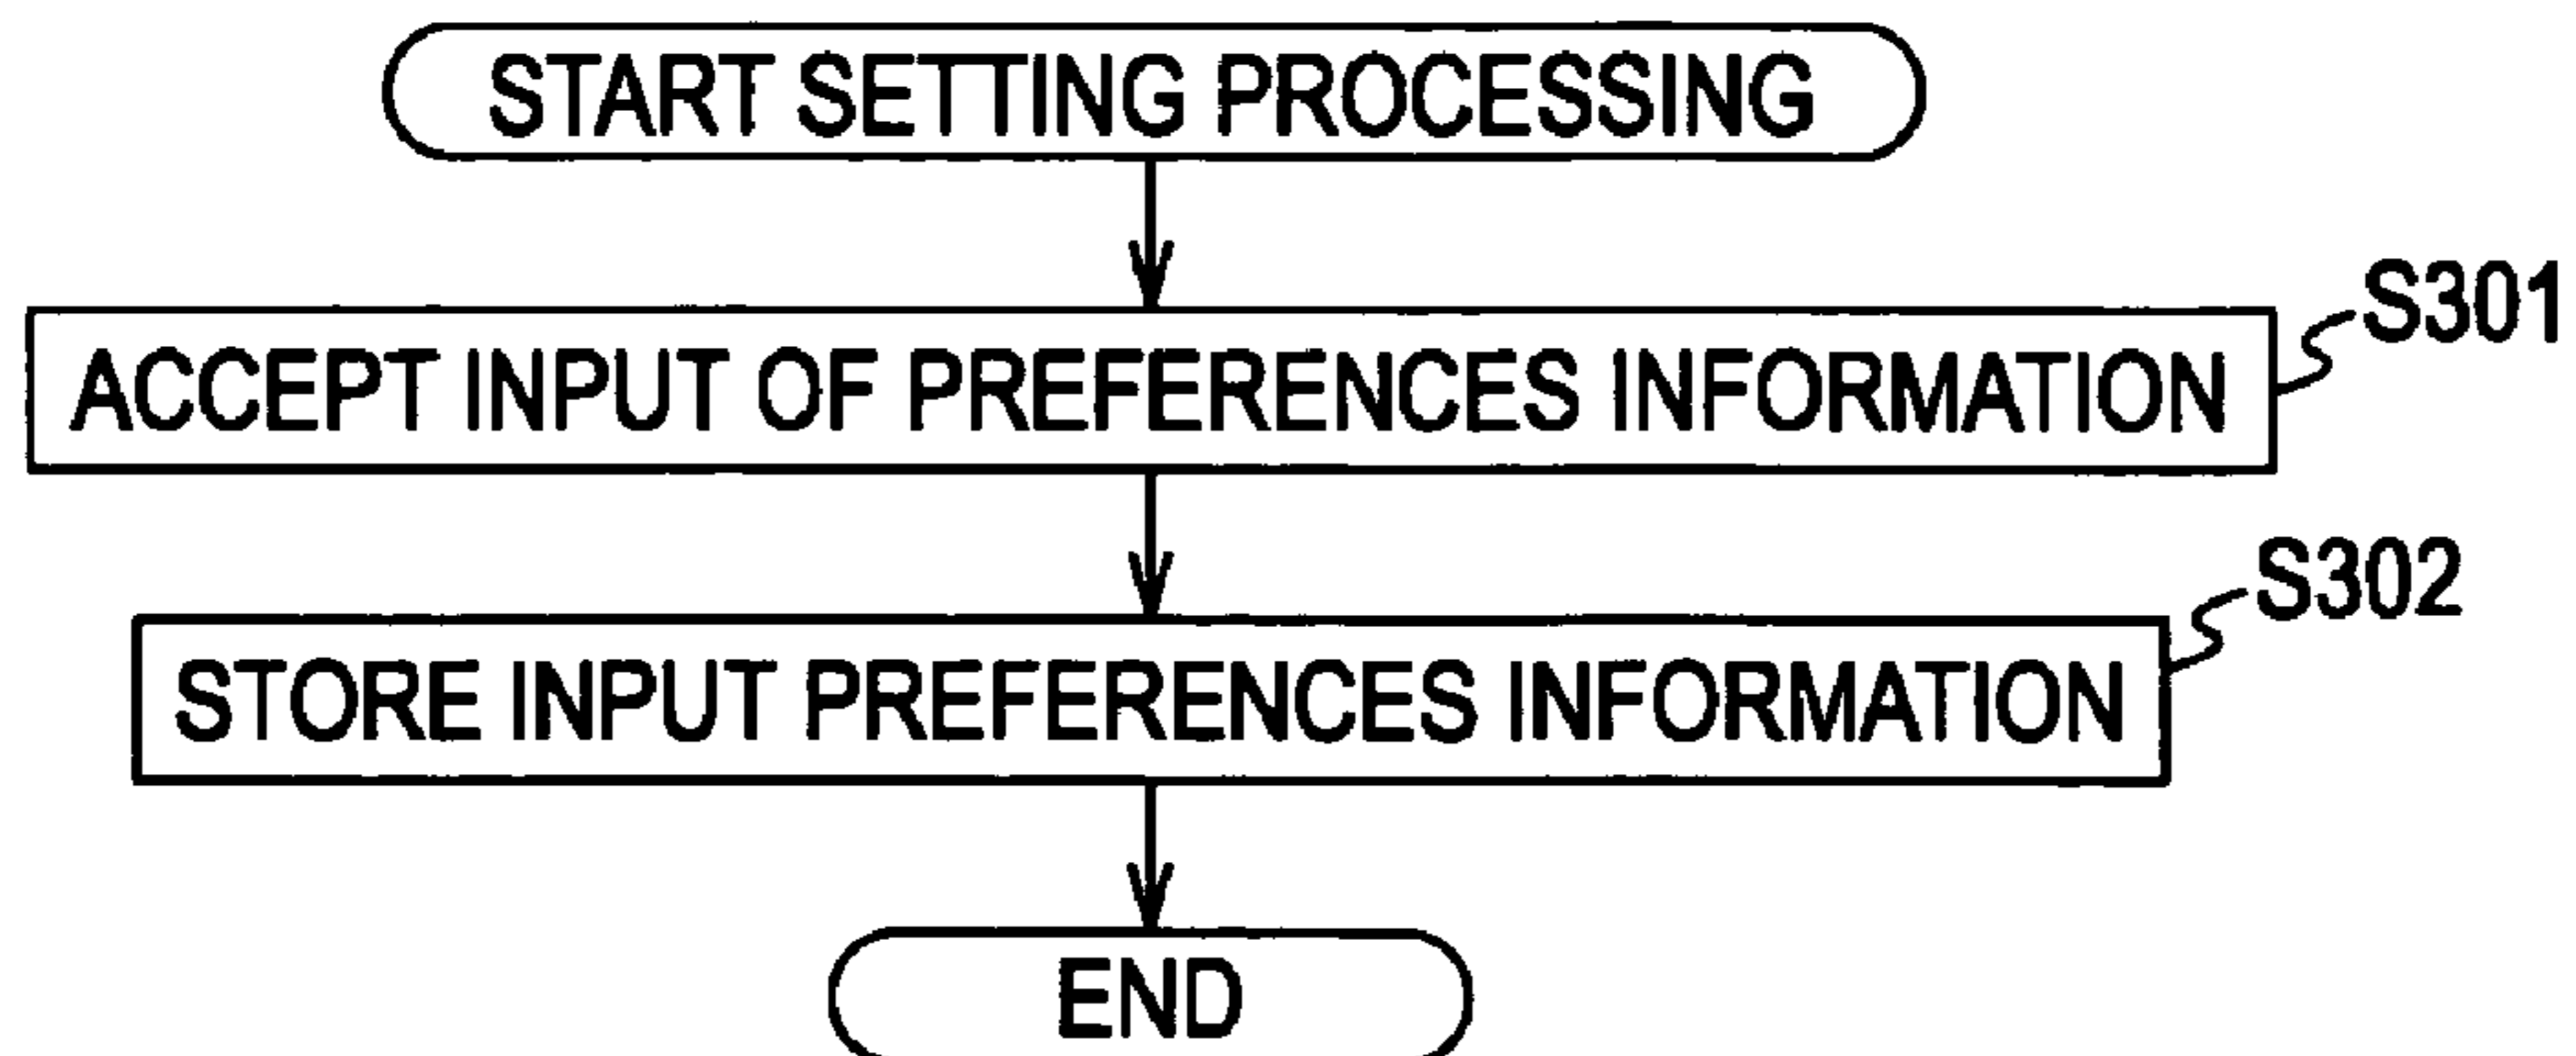 START SETTING PROCESSING
S301
ACCEPT INPUT OF PREFERENCES INFORMATION
S302
STORE INPUT PREFERENCES INFORMATION
END